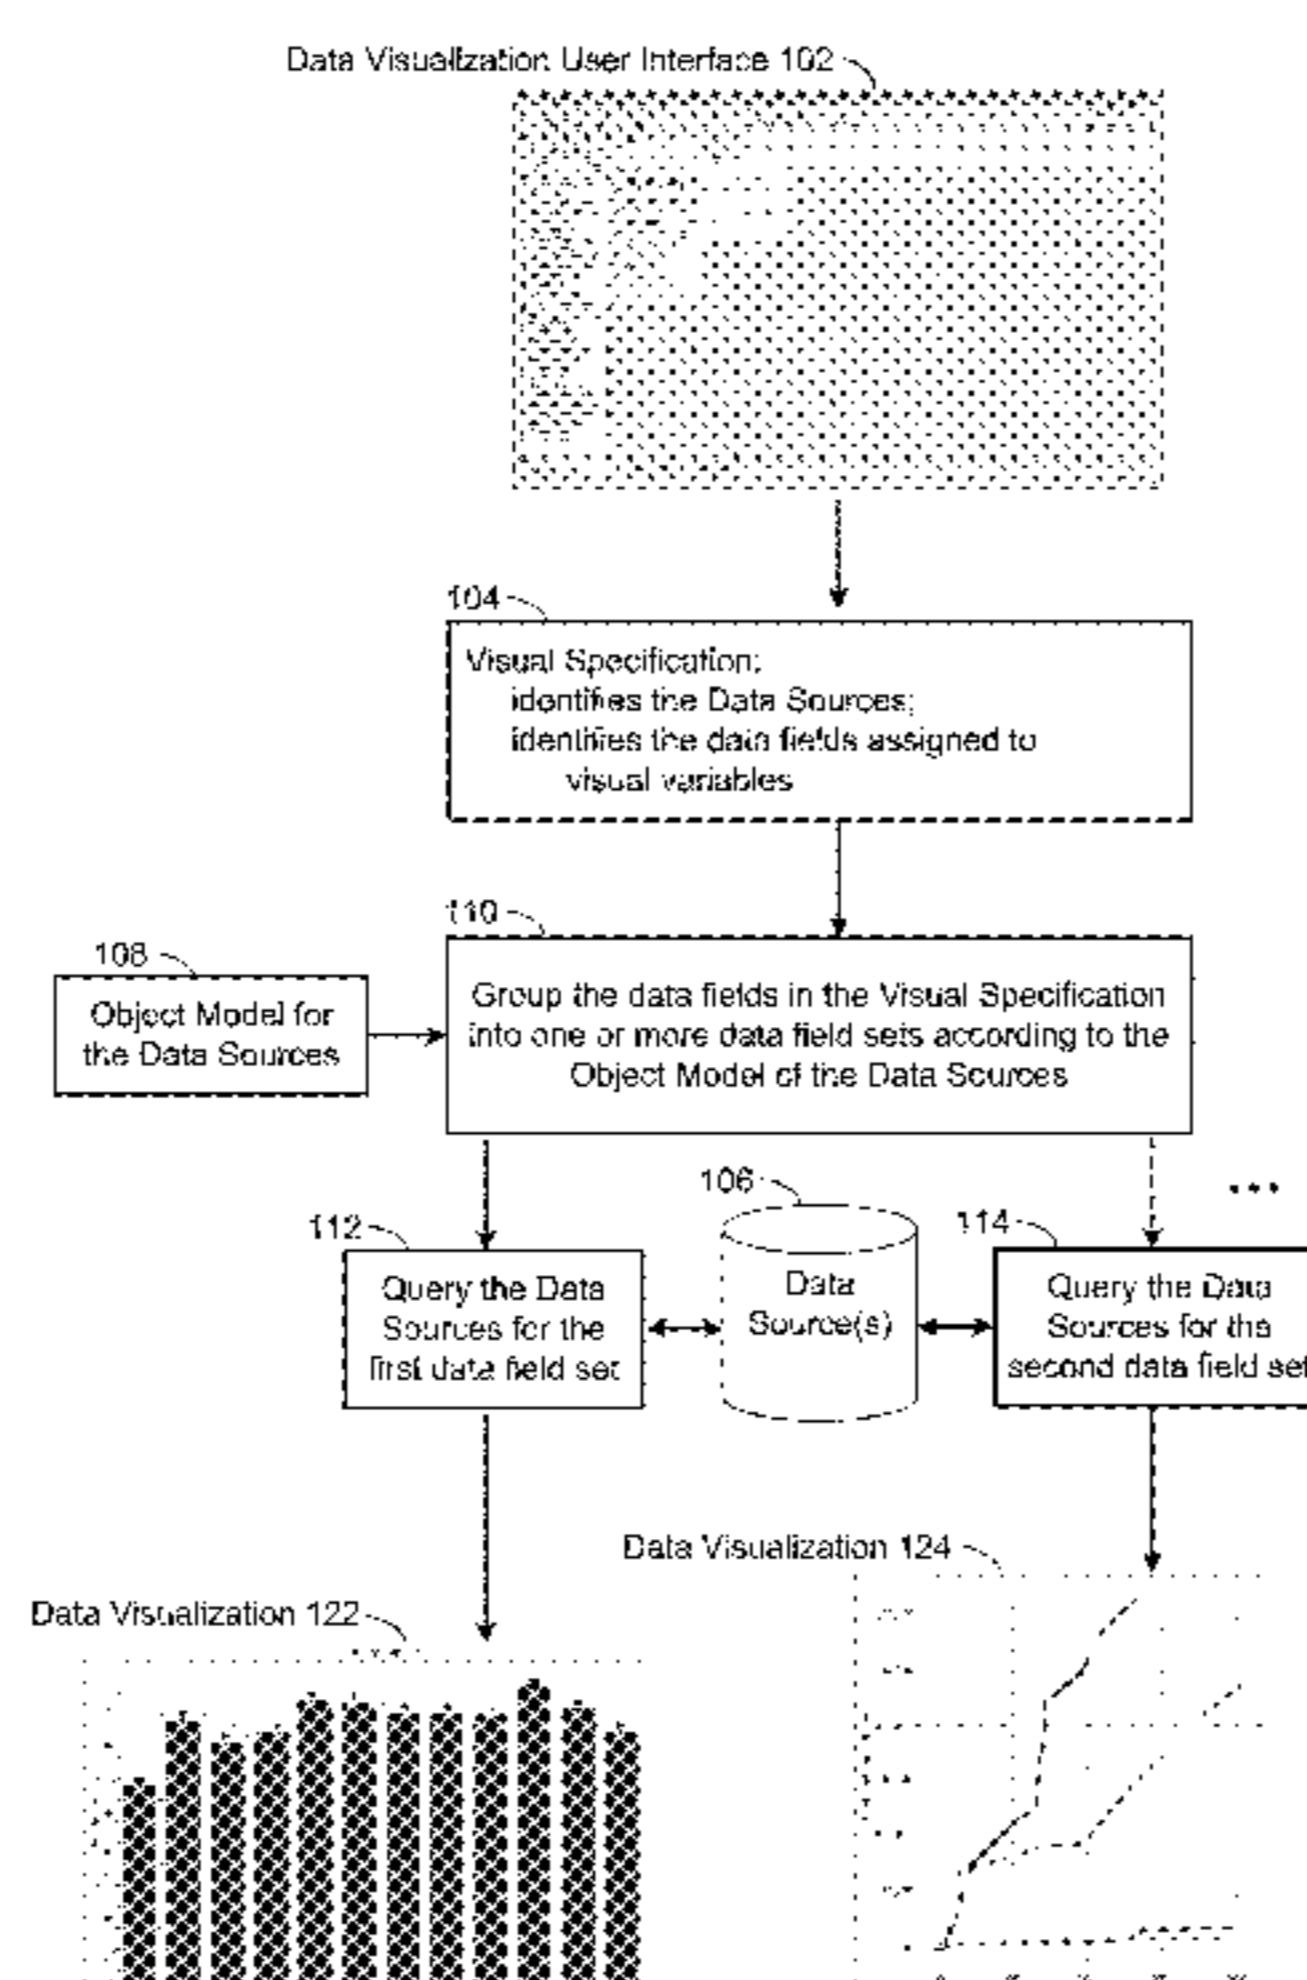 Data Visualization User Interface 102
104
Visual Specification:
identifies the Data Sources;
identifies the data fields assigned to
visual variables
110
108
Object Model for
the Data Sources
Group the data fields in the Visual Specification
into one or more data field sets according to the
Object Model of the Data Sources
106
...
112
114
Query the Data
Sources for the
first data field set
Data
Source(s)
Query the Data
Sources for the
second data field set
Data Visualization 124
Data Visualization 122